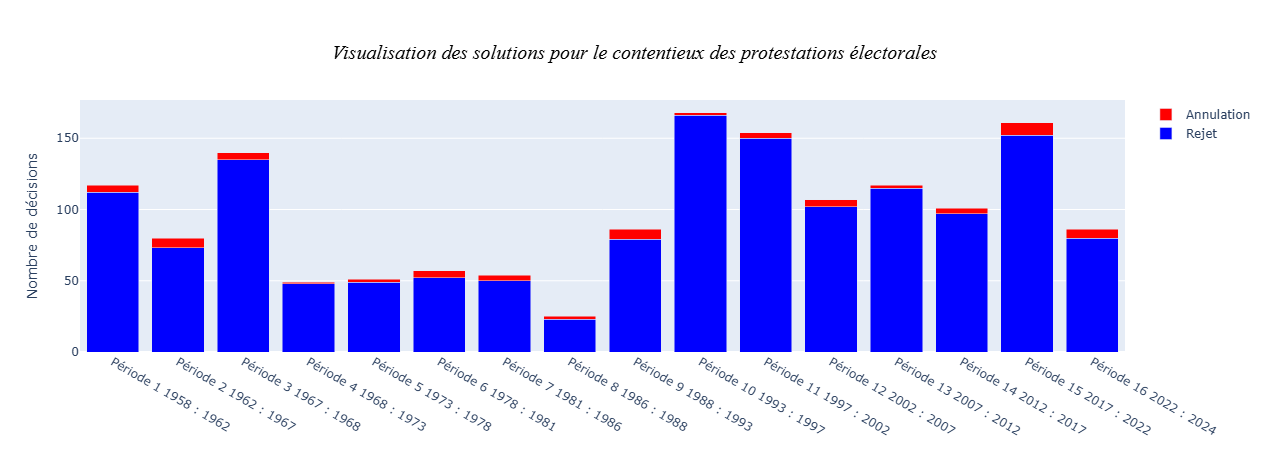 Visualisation des solutions pour le contentieux des protestations électorales
Annulation
Rejet
Nombre de décisions
150
100
50
0
Période 1 1958 : 1962
Période 2 1962 : 1967
Période 3 1967 : 1968
Période 4 1968 : 1973
Période 5 1973 : 1978
Période 6 1978 : 1981
Période 7 1981 : 1986
Période 8 1986 : 1988
Période 9 1988 : 1993
Période 10 1993 : 1997
Période 11 1997 : 2002
Période 12 2002 : 2007
Période 13 2007 : 2012
Période 14 2012 : 2017
Période 15 2017 : 2022
Période 16 2022 : 2024